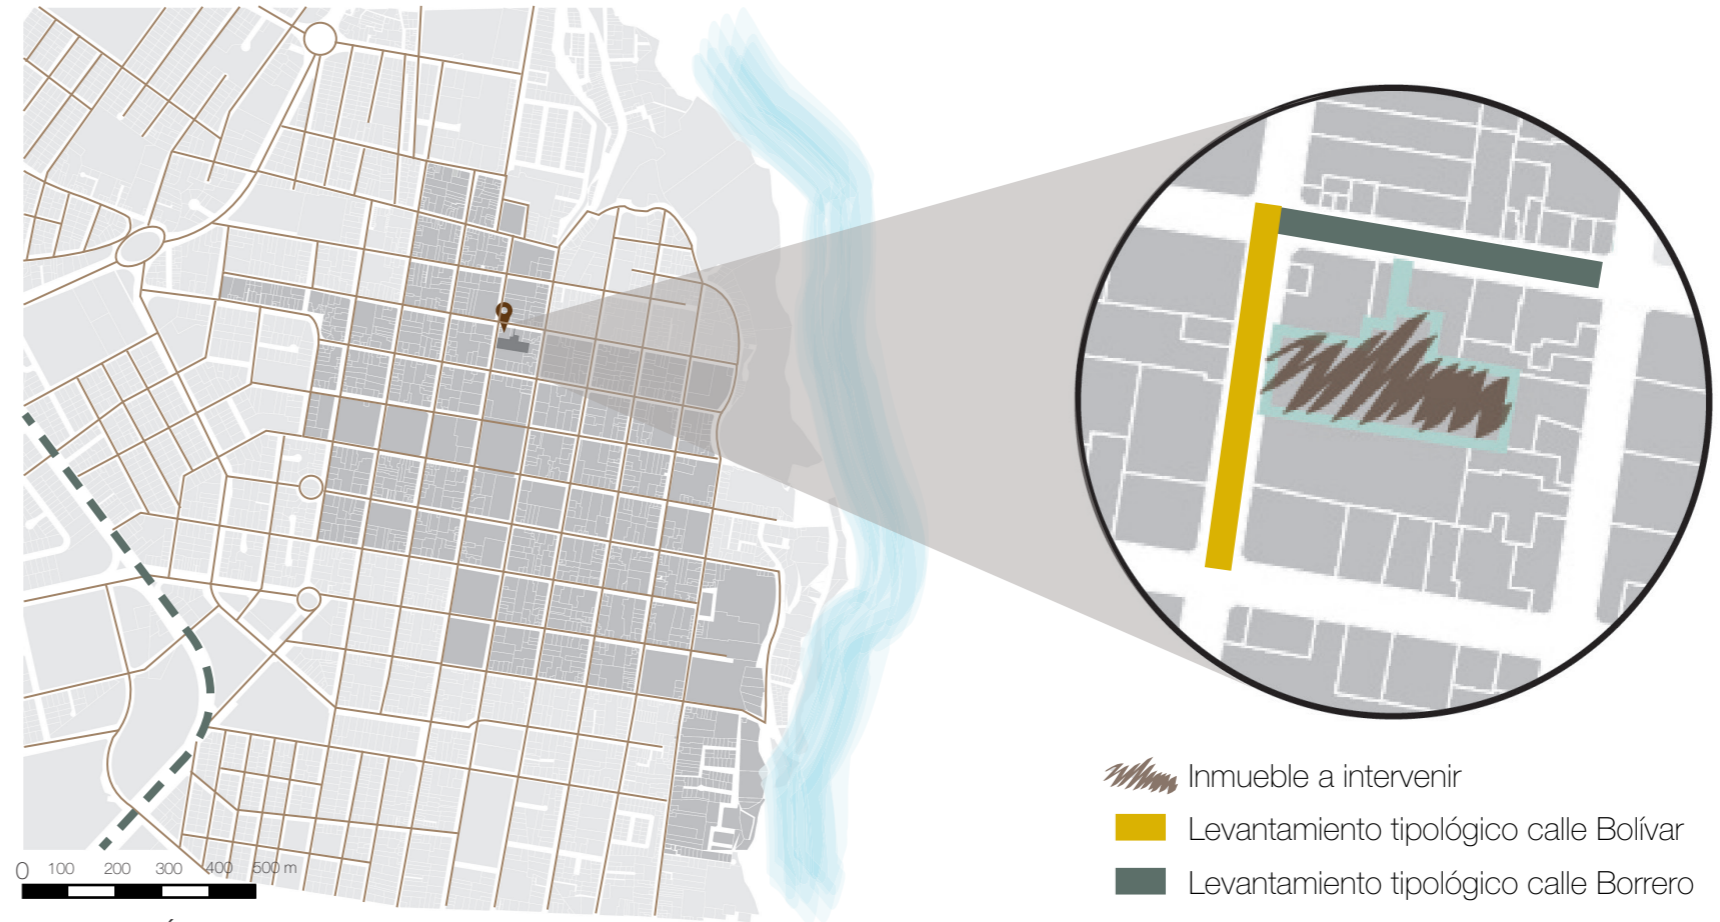 Inmueble a intervenir
Levantamiento tipológico calle Bolívar
Levantamiento tipológico calle Borrero
0 100 200 300 400 500 m